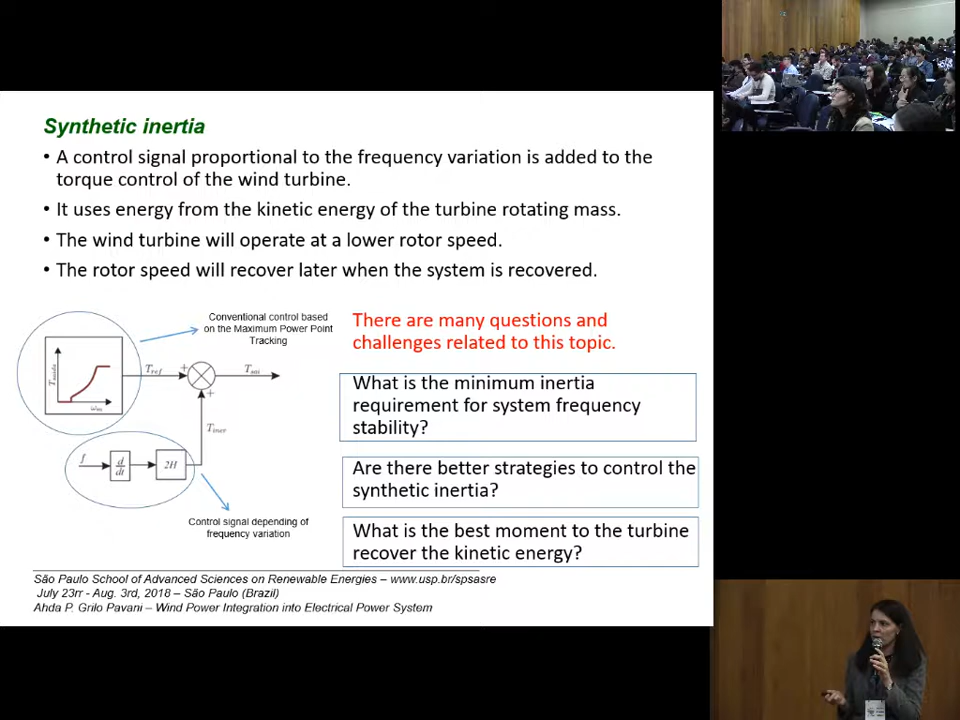 Synthetic inertia
• A control signal proportional to the frequency variation is added to the
torque control of the wind turbine.
• It uses energy from the kinetic energy of the turbine rotating mass.
• The wind turbine will operate at a lower rotor speed.
• The rotor speed will recover later when the system is recovered.
Conventional control based
on the Maximum Power Point
Tracking
There are many questions and
challenges related to this topic.
T_ref
+
+
What is the minimum inertia
requirement for system frequency
stability?
T_iner
f
d/dt
2H
Are there better strategies to control the
synthetic inertia?
Control signal depending of
frequency variation
What is the best moment to the turbine
recover the kinetic energy?
São Paulo School of Advanced Sciences on Renewable Energies – www.usp.br/spsasre
July 23rr - Aug. 3rd, 2018 – São Paulo (Brazil)
Ahda P. Grilo Pavani – Wind Power Integration into Electrical Power System